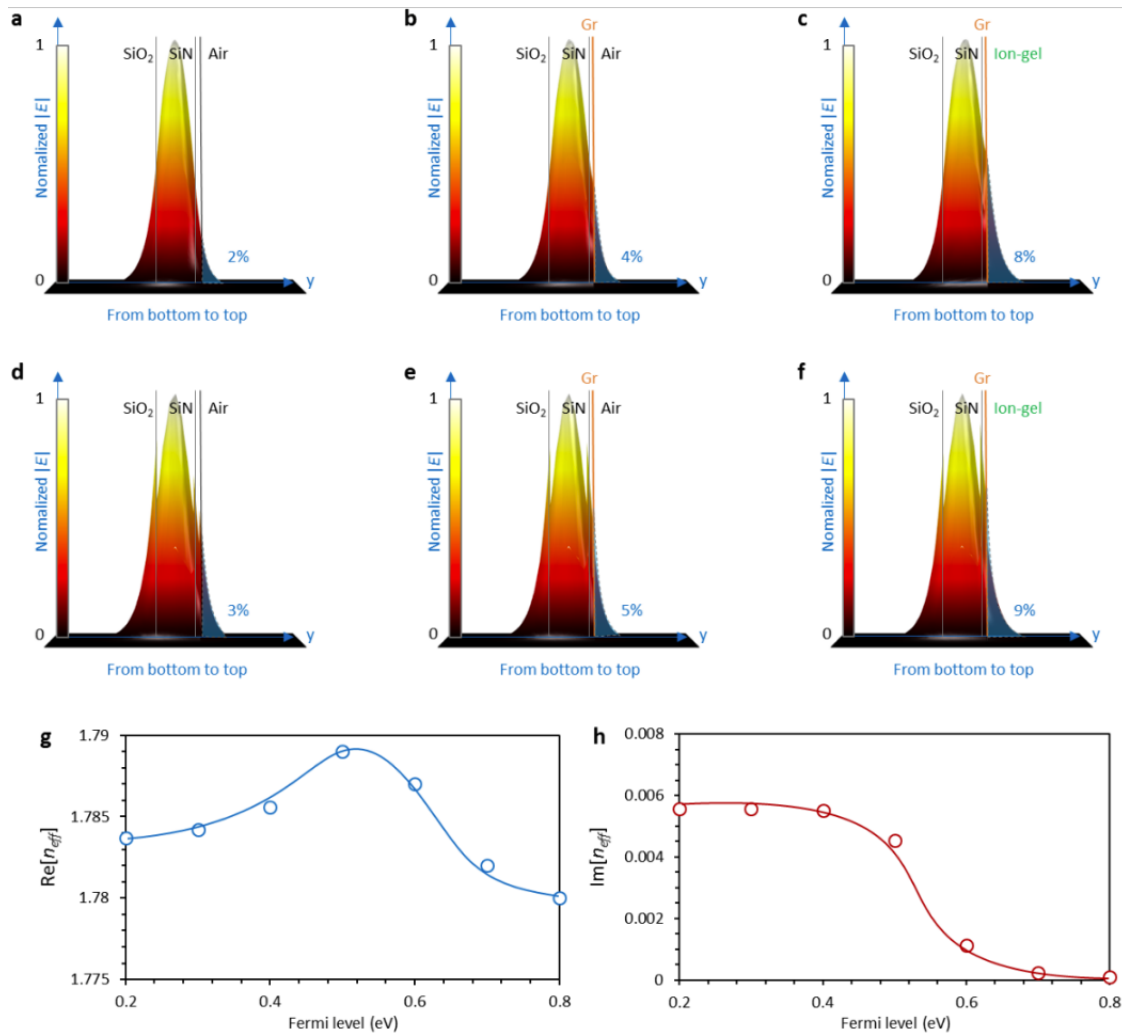 a
1
SiO2 SiN Air
Nomalized |E|
2%
0
y
From bottom to top
b
Gr
1
SiO2 SiN Air
Nomalized |E|
4%
0
y
From bottom to top
c
Gr
1
SiO2 SiN Ion-gel
Nomalized |E|
8%
0
y
From bottom to top
d
1
SiO2 SiN Air
Nomalized |E|
3%
0
y
From bottom to top
e
Gr
1
SiO2 SiN Air
Nomalized |E|
5%
0
y
From bottom to top
f
Gr
1
SiO2 SiN Ion-gel
Nomalized |E|
9%
0
y
From bottom to top
g
Re[neff]
1.79
1.785
1.78
1.775
0.2 0.4 0.6 0.8
Fermi level (eV)
h
Im[neff]
0.008
0.006
0.004
0.002
0
0.2 0.4 0.6 0.8
Fermi level (eV)